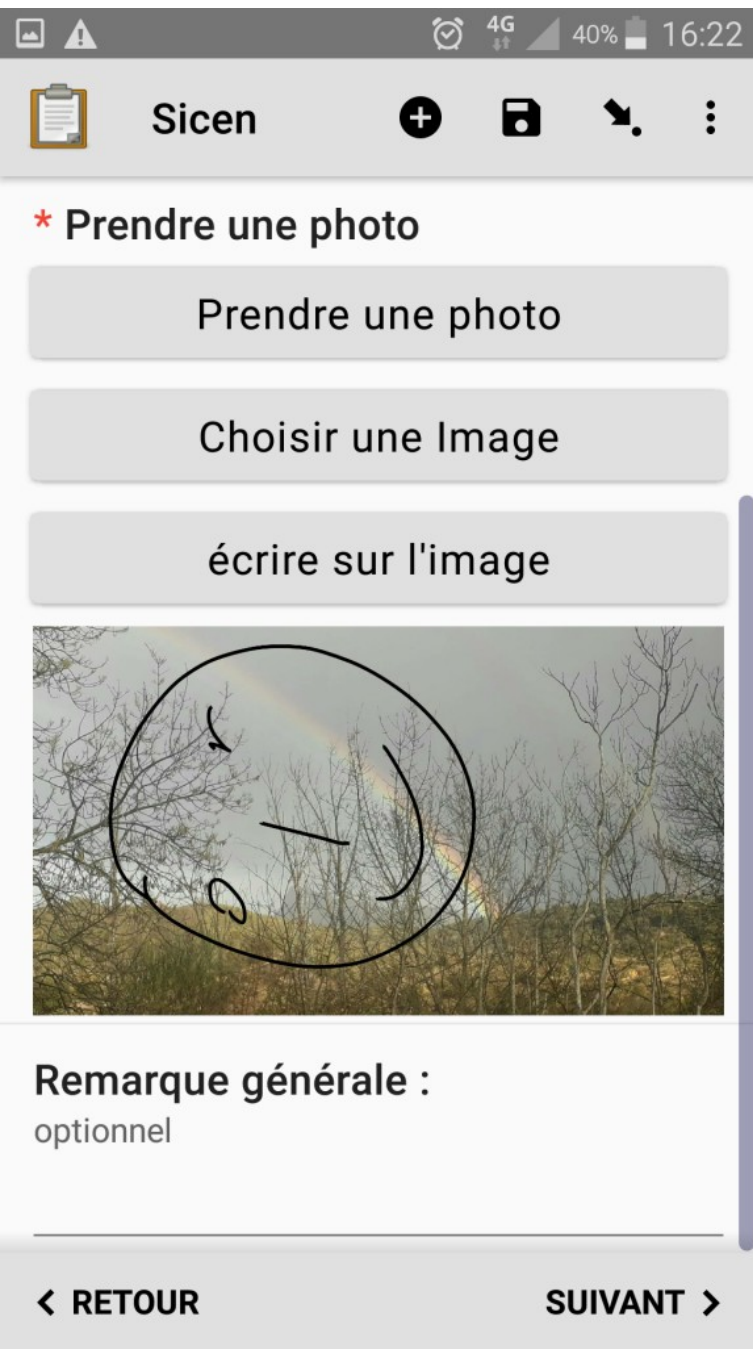 4G 40% 16:22
Sicen
* Prendre une photo
Prendre une photo
Choisir une Image
écrire sur l'image
Remarque générale :
optionnel
RETOUR SUIVANT